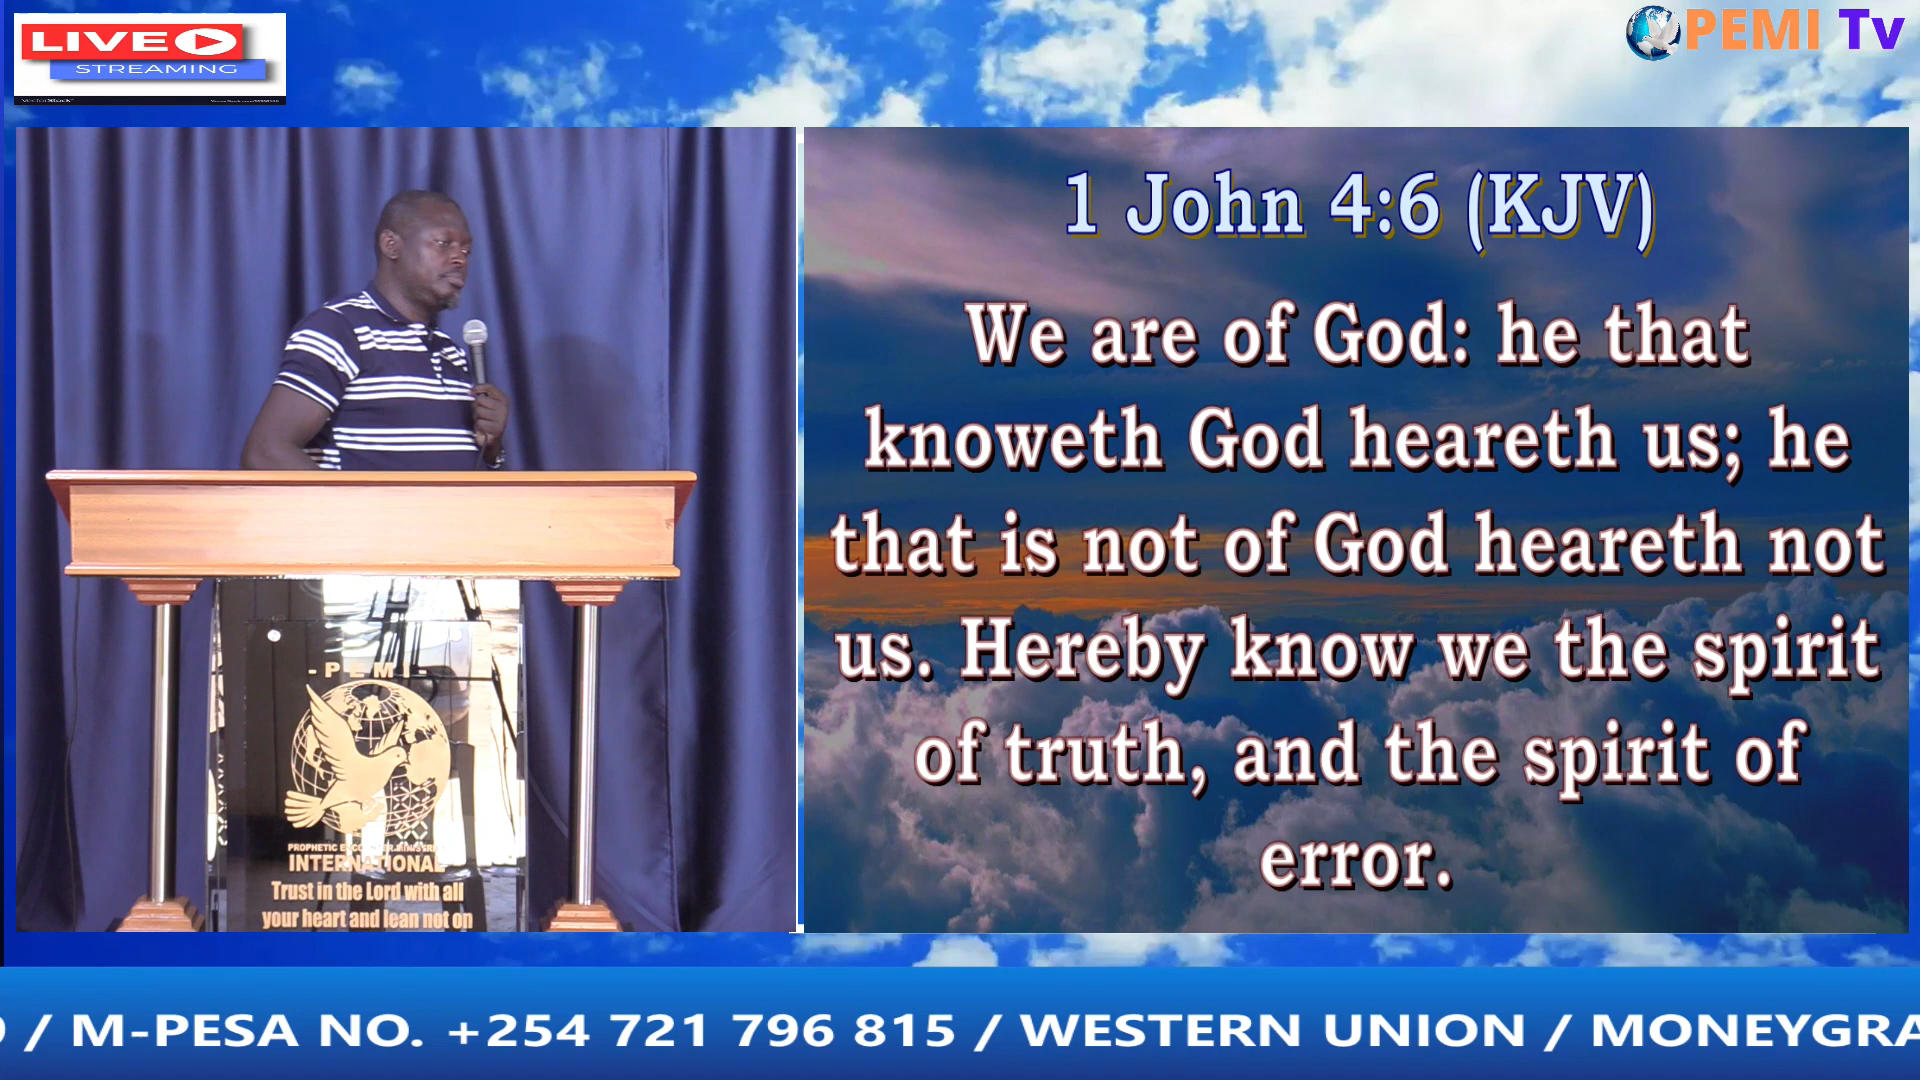 LIVE
STREAMING
PEMI Tv
1 John 4:6 (KJV)
We are of God: he that
knoweth God heareth us; he
that is not of God heareth not
us. Hereby know we the spirit
of truth, and the spirit of
error.
- P E M I -
PROPHETIC ENCOUNTER MINISTRIES
INTERNATIONAL
Trust in the Lord with all
your heart and lean not on
/ M-PESA NO. +254 721 796 815 / WESTERN UNION / MONEYGRA